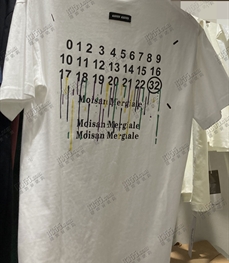 0 1 2 3 4 5 6 7 8 9
10 11 12 13 14 15 16
17 18 19 20 21 22 32
Moisan Mergiale
Moisan Mergiale
Moisan Mergiale